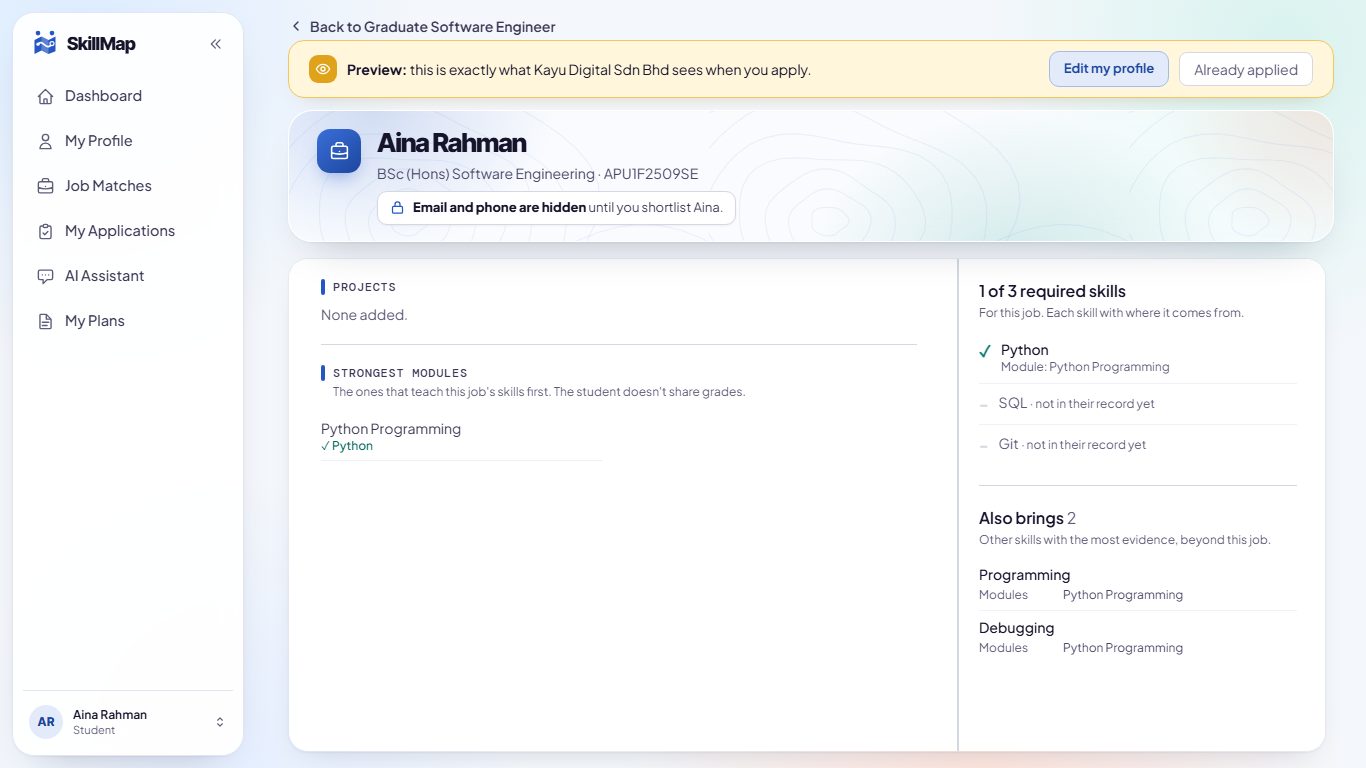 SkillMap
Dashboard
My Profile
Job Matches
My Applications
AI Assistant
My Plans
AR
Aina Rahman
Student
Back to Graduate Software Engineer
Preview: this is exactly what Kayu Digital Sdn Bhd sees when you apply.
Edit my profile
Already applied
Aina Rahman
BSc (Hons) Software Engineering · APU1F2509SE
Email and phone are hidden until you shortlist Aina.
PROJECTS
None added.
STRONGEST MODULES
The ones that teach this job's skills first. The student doesn't share grades.
Python Programming
✓ Python
1 of 3 required skills
For this job. Each skill with where it comes from.
✓ Python
Module: Python Programming
– SQL · not in their record yet
– Git · not in their record yet
Also brings 2
Other skills with the most evidence, beyond this job.
Programming
Modules Python Programming
Debugging
Modules Python Programming